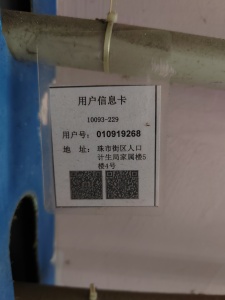 用户信息卡
10093-229
用户号：010919268
地 址：珠市街区人口
计生局家属楼5
楼4号